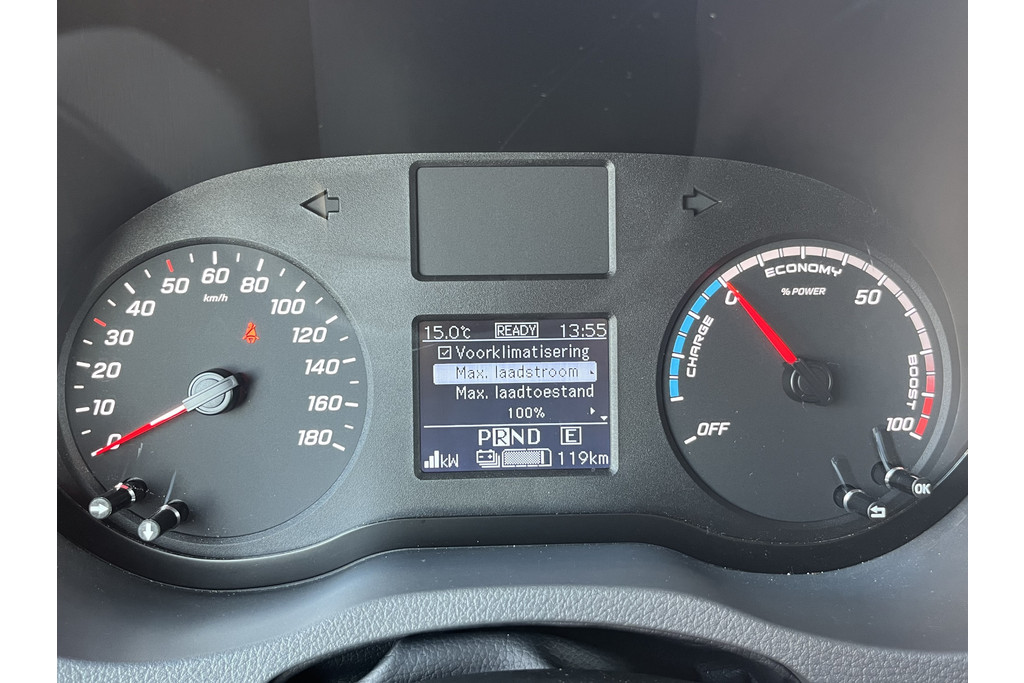 0
10
20
30
40
50
60
80
100
120
140
160
180
km/h
15.0°C READY 13:55
Voorklimatisering
Max. laadstroom
Max. laadtoestand
100%
PRND E
kW 119km
OFF
CHARGE
0
ECONOMY
% POWER
50
BOOST
100
OK